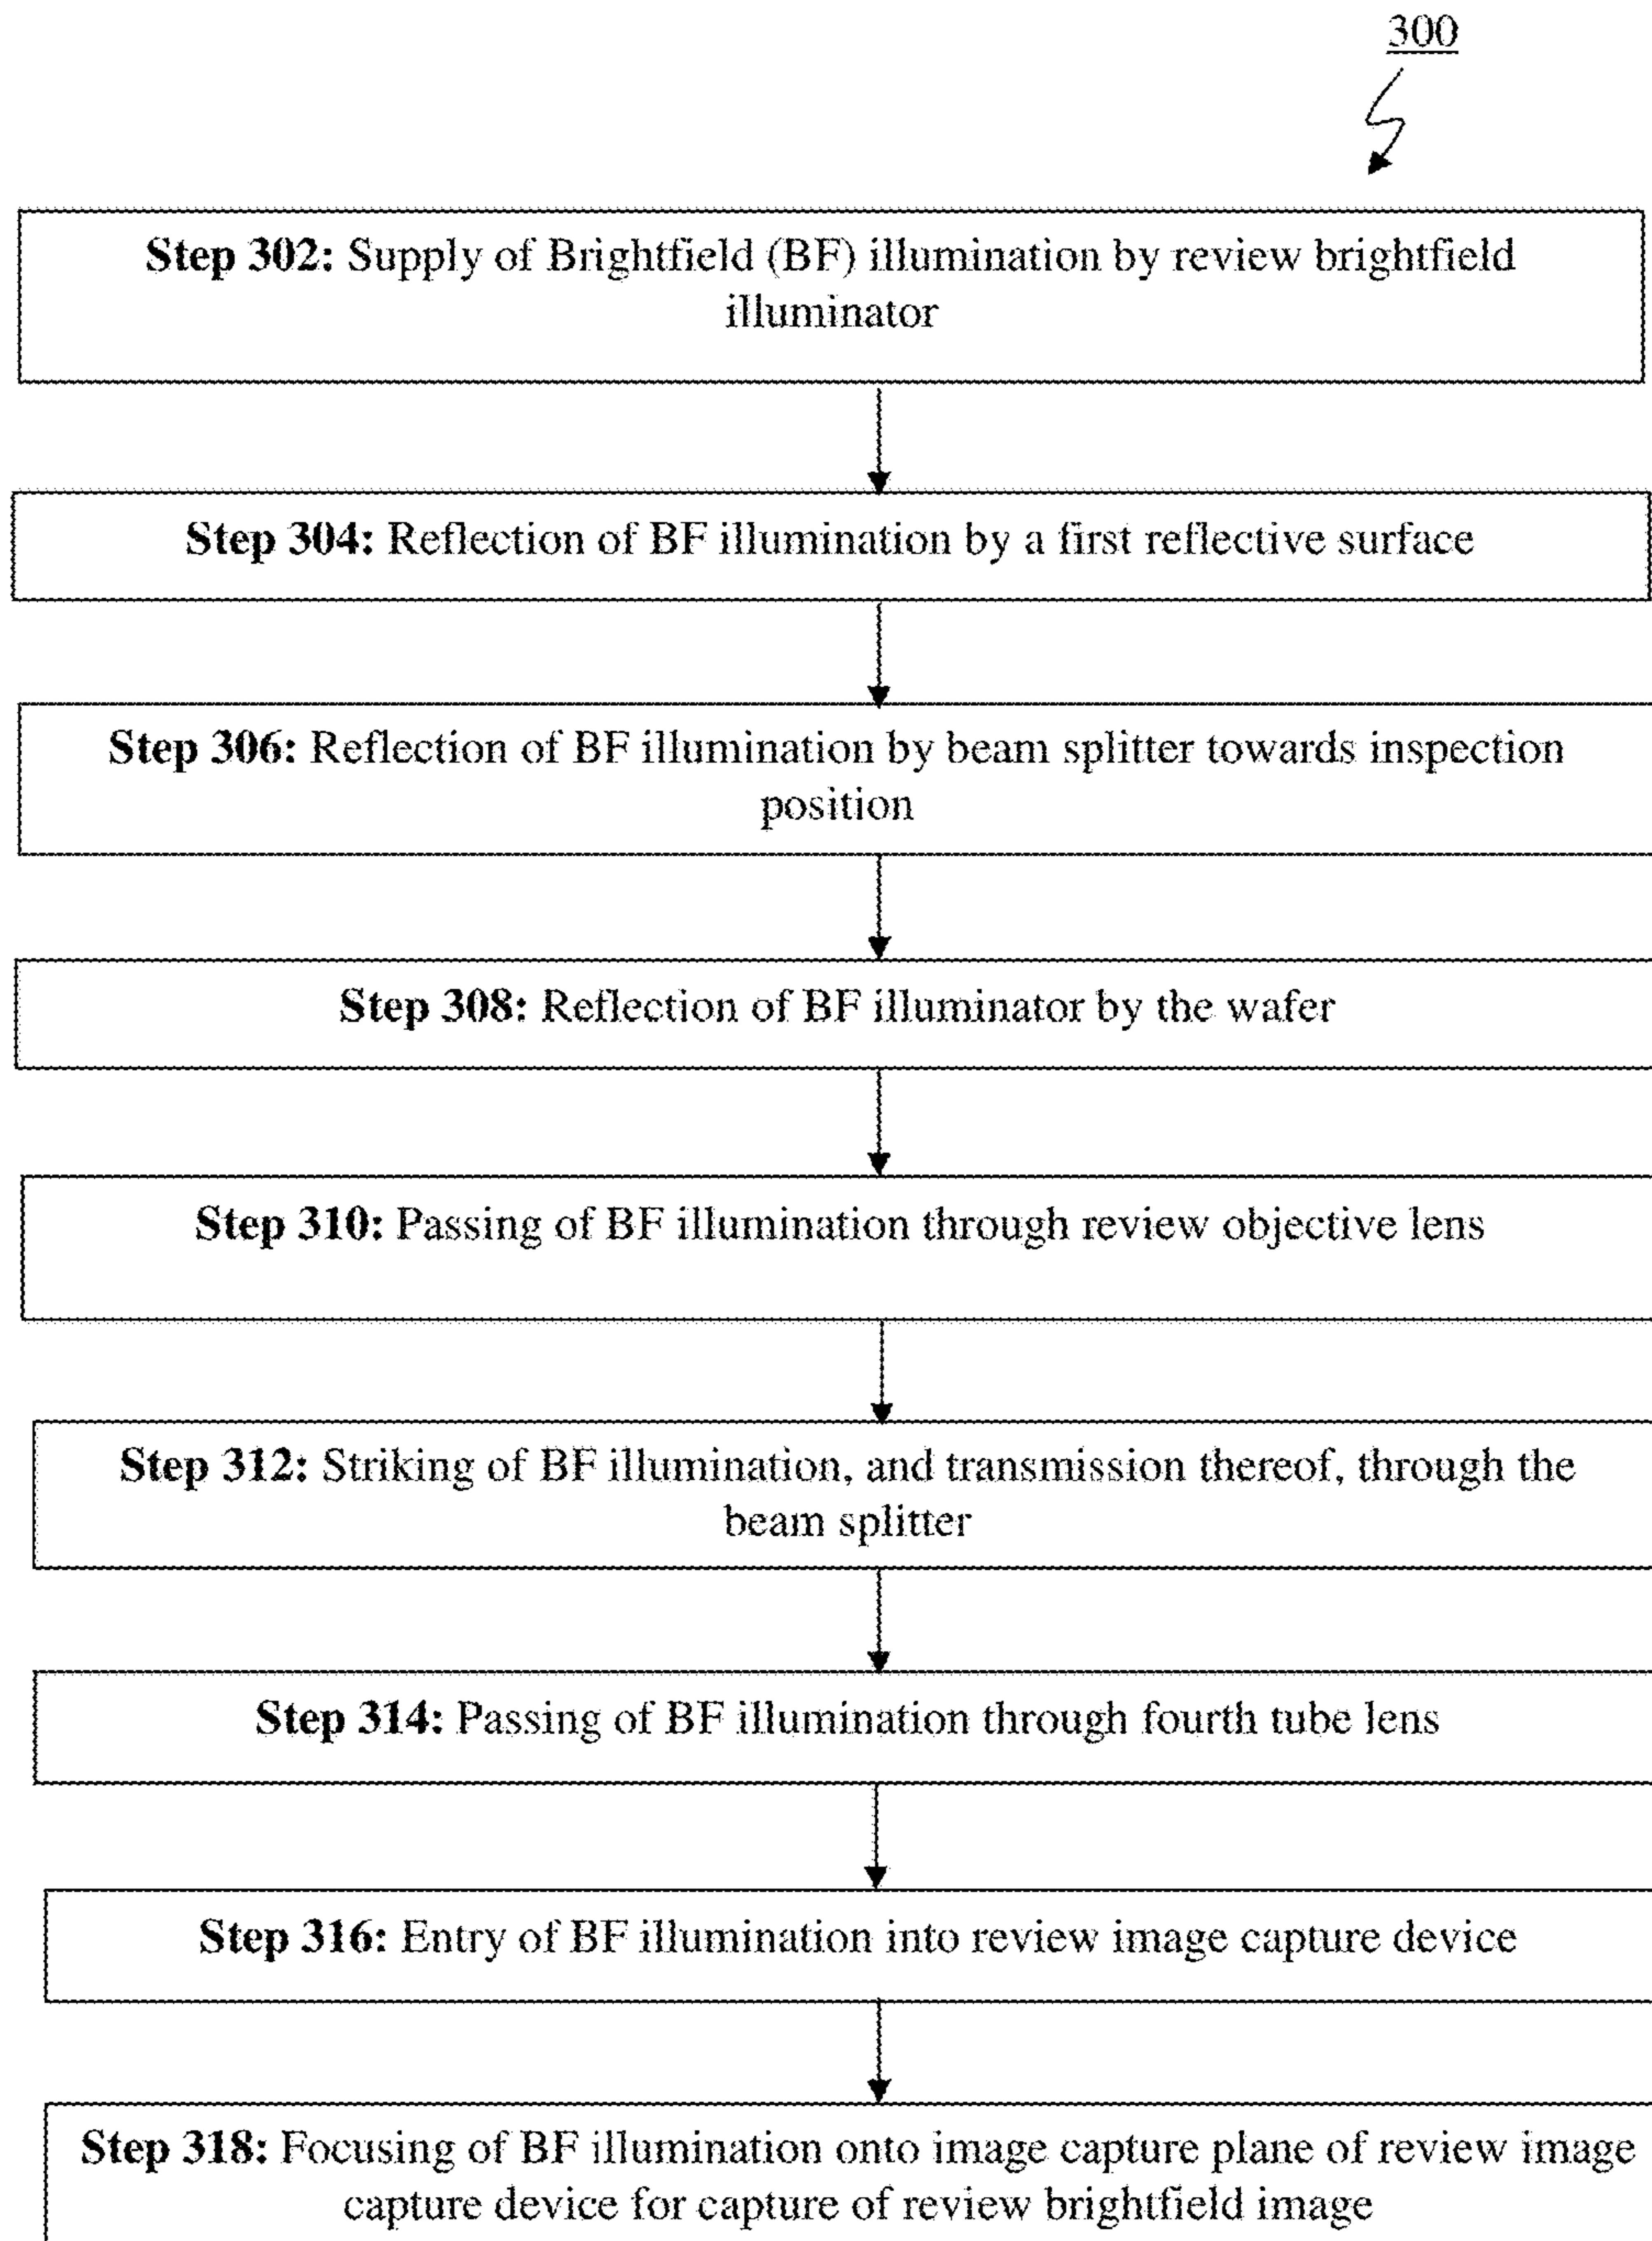 300
Step 302: Supply of Brightfield (BF) illumination by review brightfield
illuminator
Step 304: Reflection of BF illumination by a first reflective surface
Step 306: Reflection of BF illumination by beam splitter towards inspection
position
Step 308: Reflection of BF illuminator by the wafer
Step 310: Passing of BF illumination through review objective lens
Step 312: Striking of BF illumination, and transmission thereof, through the
beam splitter
Step 314: Passing of BF illumination through fourth tube lens
Step 316: Entry of BF illumination into review image capture device
Step 318: Focusing of BF illumination onto image capture plane of review image
capture device for capture of review brightfield image